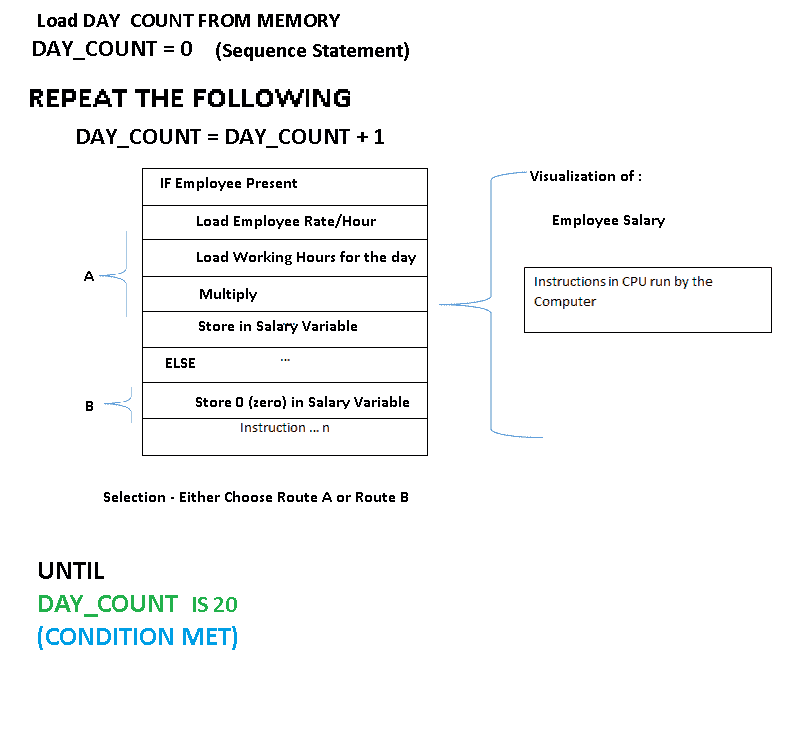 Load DAY COUNT FROM MEMORY
DAY_COUNT = 0 (Sequence Statement)
REPEAT THE FOLLOWING
DAY_COUNT = DAY_COUNT + 1
IF Employee Present
Load Employee Rate/Hour
Load Working Hours for the day
Multiply
Store in Salary Variable
ELSE ...
Store 0 (zero) in Salary Variable
Instruction ... n
A
B
Visualization of :
Employee Salary
Instructions in CPU run by the
Computer
Selection - Either Choose Route A or Route B
UNTIL
DAY_COUNT IS 20
(CONDITION MET)